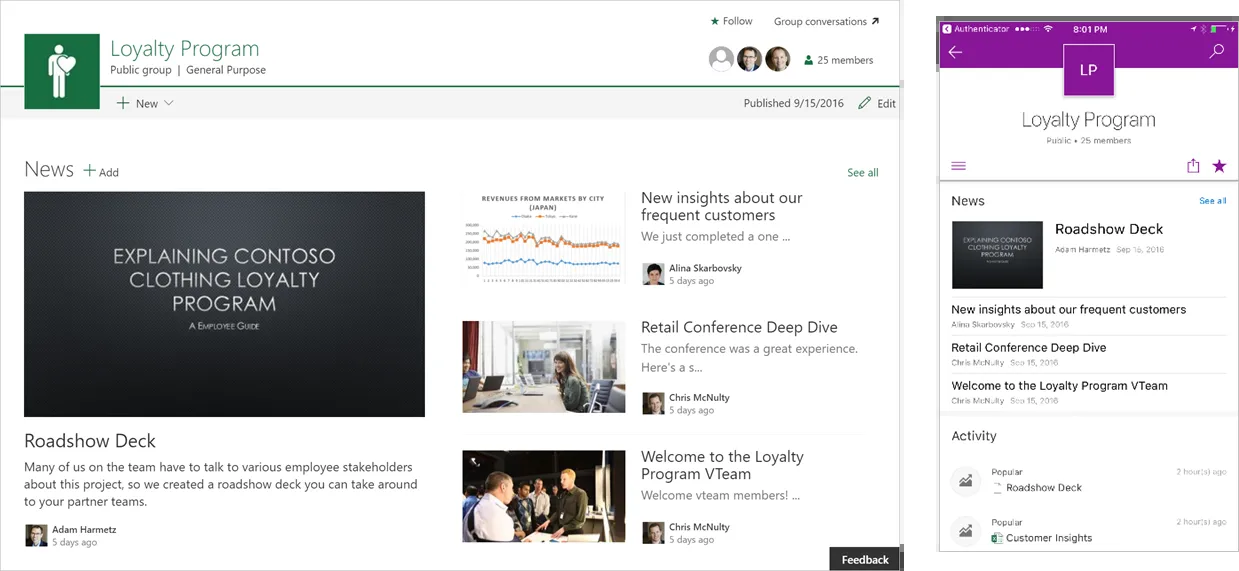 Follow
Group conversations
Loyalty Program
Public group | General Purpose
25 members
New
Published 9/15/2016
Edit
News
Add
See all
EXPLAINING CONTOSO
CLOTHING LOYALTY
PROGRAM
A EMPLOYEE GUIDE
Roadshow Deck
Many of us on the team have to talk to various employee stakeholders
about this project, so we created a roadshow deck you can take around
to your partner teams.
Adam Harmetz
5 days ago
REVENUES FROM MARKETS BY CITY
(JAPAN)
New insights about our
frequent customers
We just completed a one ...
Alina Skarbovsky
5 days ago
Retail Conference Deep Dive
The conference was a great experience.
Here's a s...
Chris McNulty
5 days ago
Welcome to the Loyalty
Program VTeam
Welcome vteam members! ...
Chris McNulty
5 days ago
Feedback
Authenticator
8:01 PM
LP
Loyalty Program
Public • 25 members
News
See all
EXPLAINING CONTOSO
CLOTHING LOYALTY
PROGRAM
Roadshow Deck
Adam Harmetz Sep 15, 2016
New insights about our frequent customers
Alina Skarbovsky Sep 15, 2016
Retail Conference Deep Dive
Chris McNulty Sep 15, 2016
Welcome to the Loyalty Program VTeam
Chris McNulty Sep 15, 2016
Activity
Popular
2 hour(s) ago
Roadshow Deck
Popular
2 hour(s) ago
Customer Insights